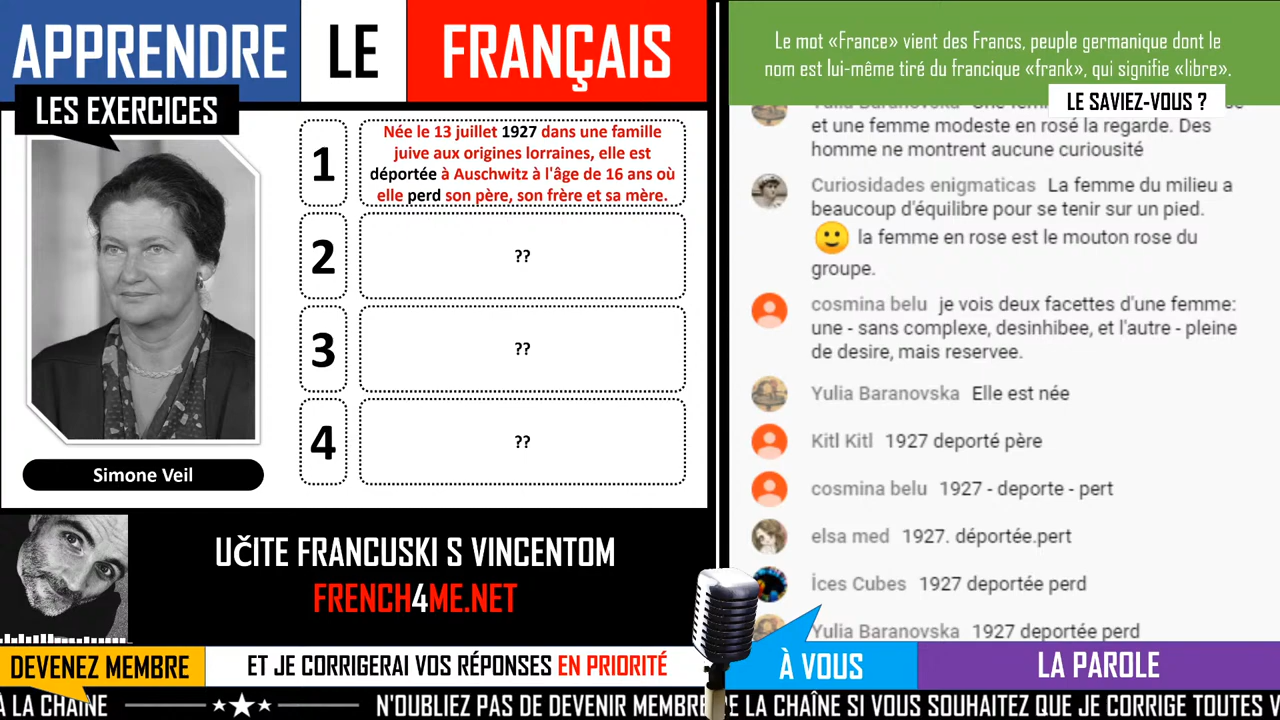 APPRENDRE LE FRANÇAIS
LES EXERCICES
1
Née le 13 juillet 1927 dans une famille
juive aux origines lorraines, elle est
déportée à Auschwitz à l'âge de 16 ans où
elle perd son père, son frère et sa mère.
2
??
3
??
4
??
Simone Veil
UČITE FRANCUSKI S VINCENTOM
FRENCH4ME.NET
DEVENEZ MEMBRE
ET JE CORRIGERAI VOS RÉPONSES EN PRIORITÉ
Le mot «France» vient des Francs, peuple germanique dont le
nom est lui-même tiré du francique «frank», qui signifie «libre».
LE SAVIEZ-VOUS ?
Yulia Baranovska
et une femme modeste en rosé la regarde. Des
homme ne montrent aucune curiousité
Curiosidades enigmaticas La femme du milieu a
beaucoup d'équilibre pour se tenir sur un pied.
🙂 la femme en rose est le mouton rose du
groupe.
cosmina belu je vois deux facettes d'une femme:
une - sans complexe, desinhibee, et l'autre - pleine
de desire, mais reservee.
Yulia Baranovska Elle est née
Kitl Kitl 1927 deporté père
cosmina belu 1927 - deporte - pert
elsa med 1927. déportée.pert
İces Cubes 1927 deportée perd
Yulia Baranovska 1927 deportée perd
À VOUS
LA PAROLE
À LA CHAÎNE
N'OUBLIEZ PAS DE DEVENIR MEMBRE DE LA CHAÎNE SI VOUS SOUHAITEZ QUE JE CORRIGE TOUTES V